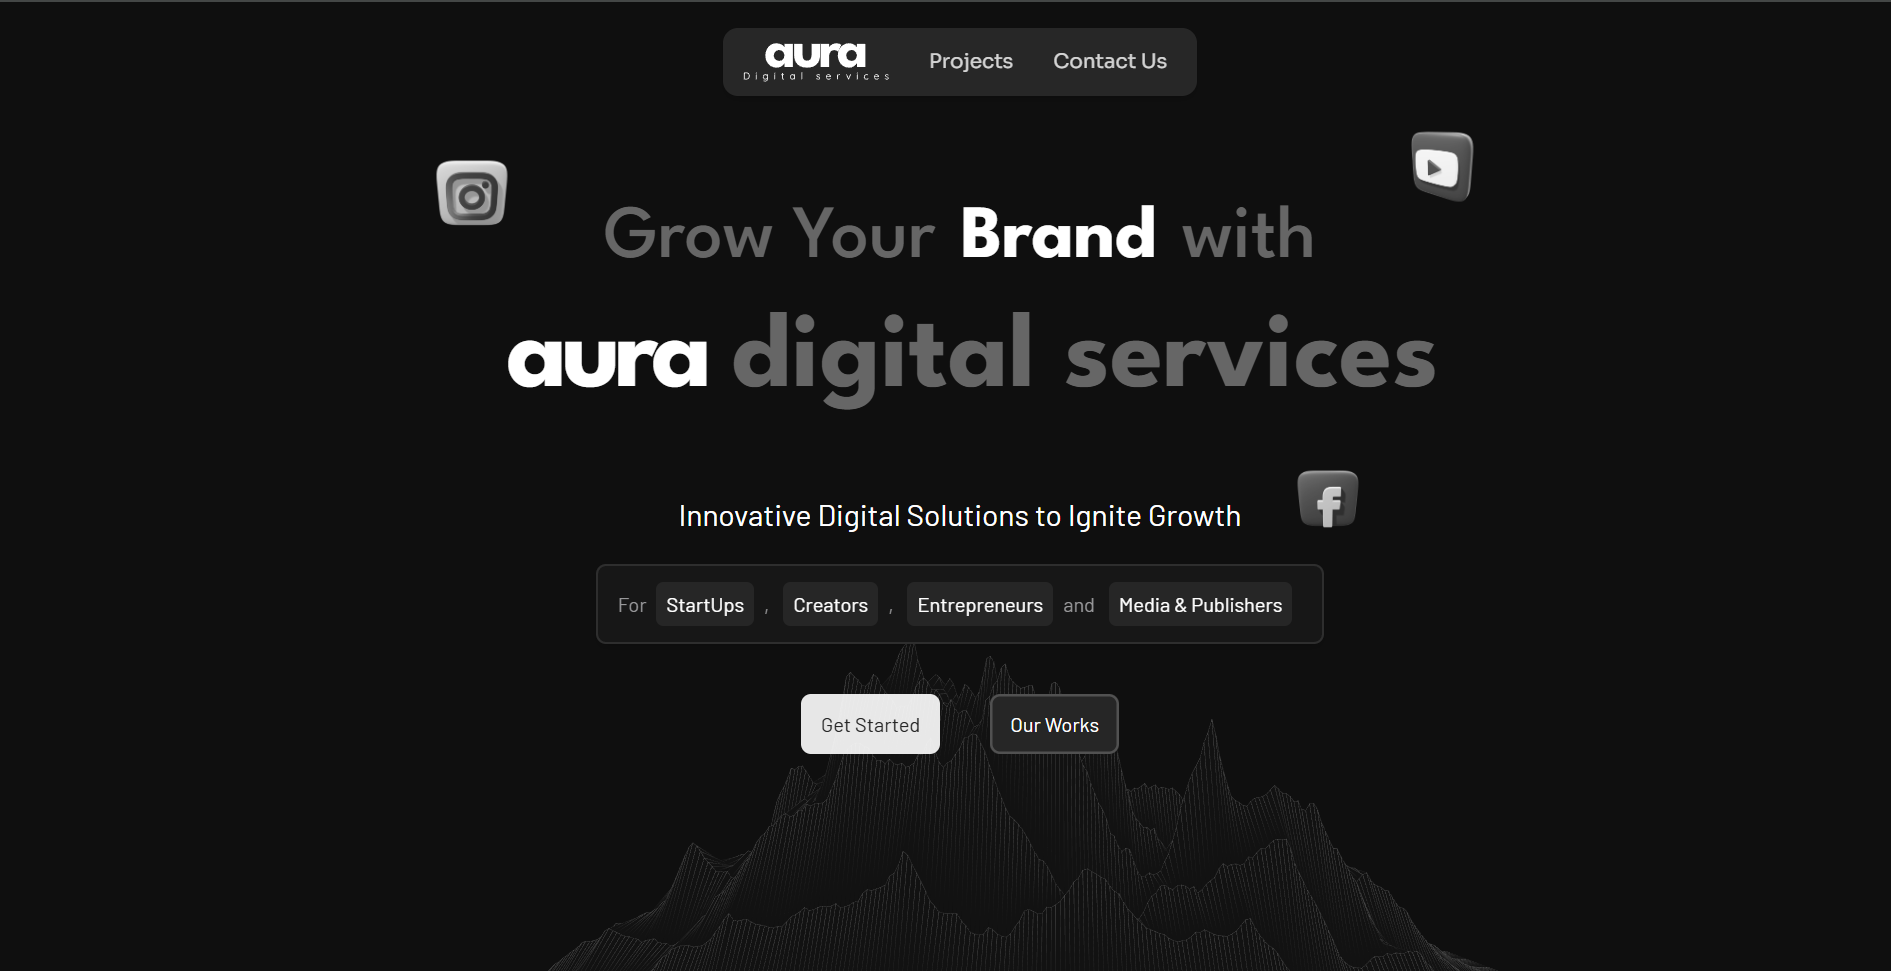 aura
Digital services
Projects
Contact Us
Grow Your Brand with
aura digital services
Innovative Digital Solutions to Ignite Growth
For StartUps , Creators , Entrepreneurs and Media & Publishers
Get Started
Our Works